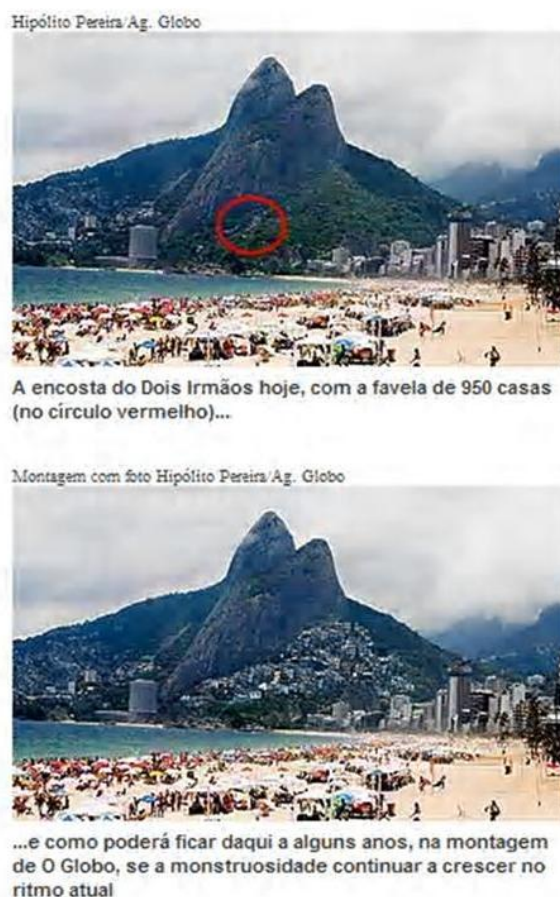 Hipólito Pereira/Ag. Globo
A encosta do Dois Irmãos hoje, com a favela de 950 casas
(no círculo vermelho)...
Montagem com foto Hipólito Pereira/Ag. Globo
...e como poderá ficar daqui a alguns anos, na montagem
de O Globo, se a monstruosidade continuar a crescer no
ritmo atual